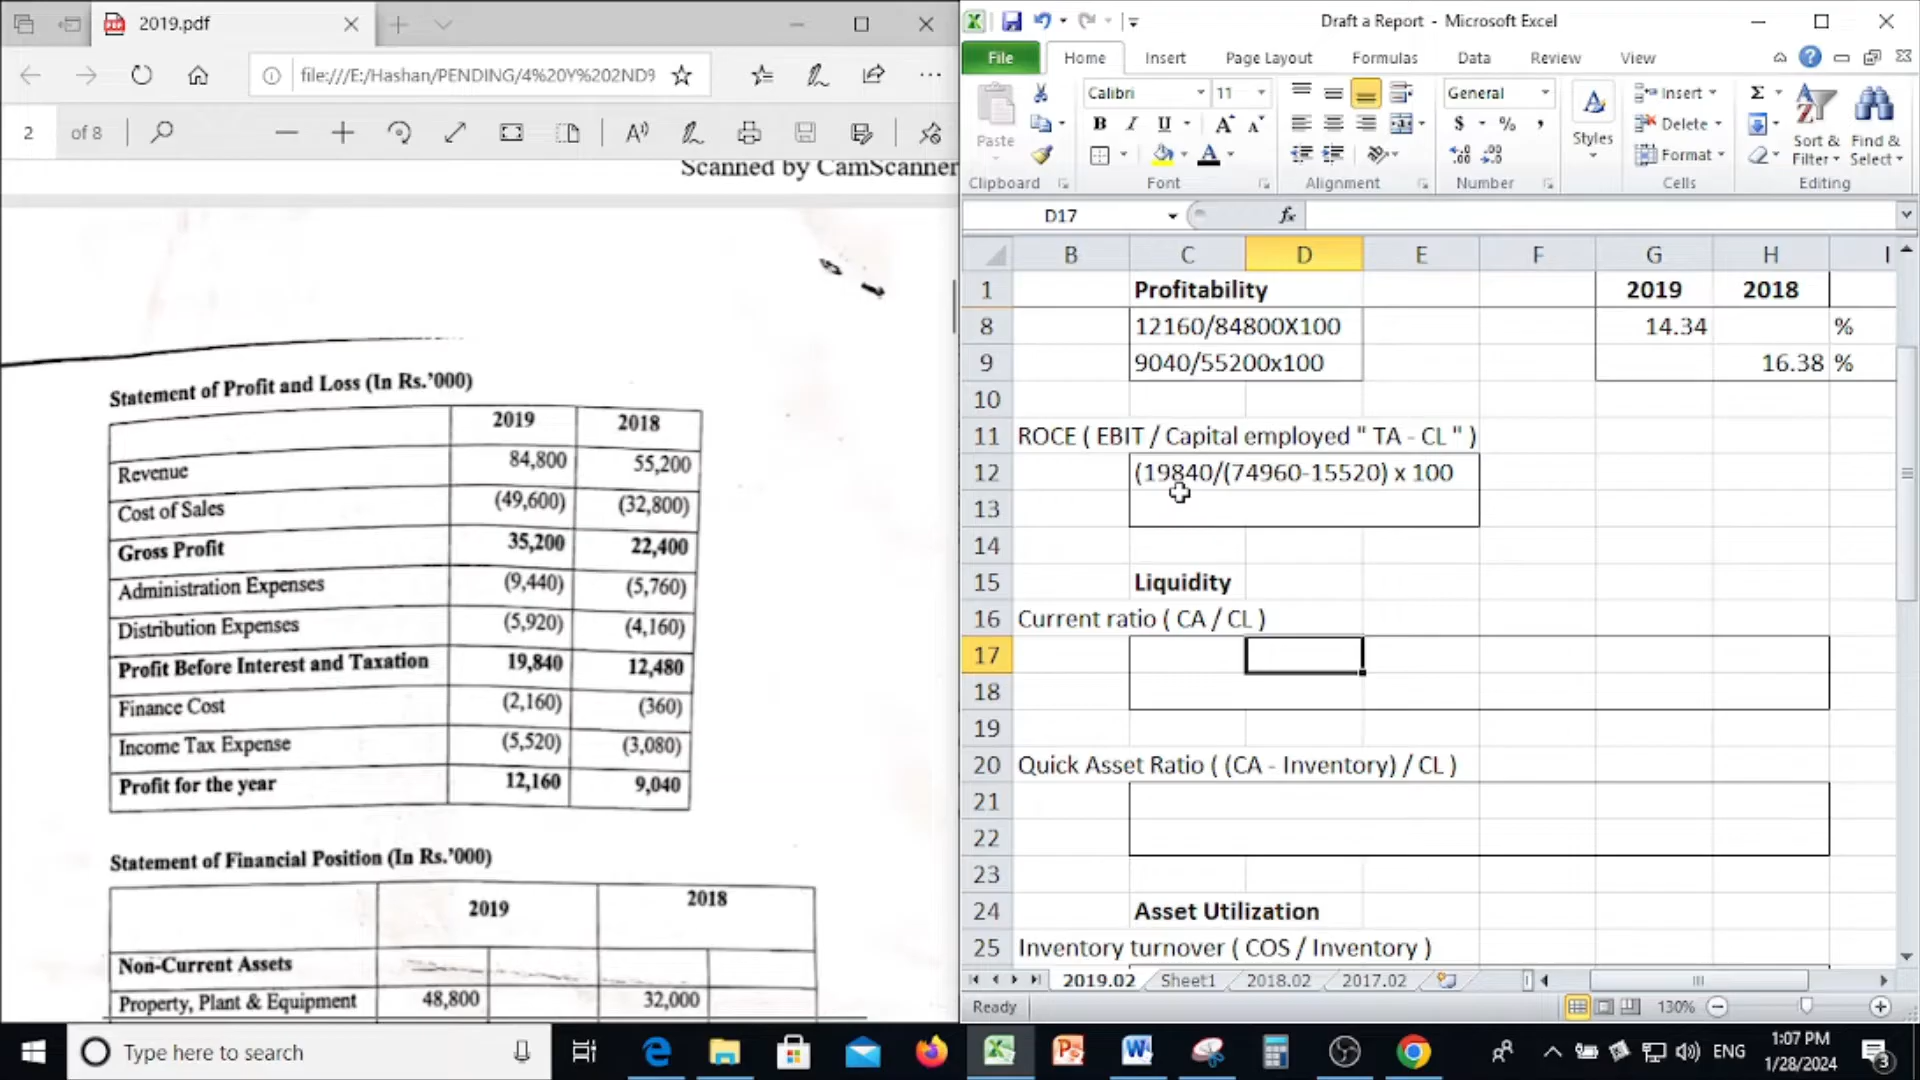 2019.pdf
file:///E:/Hashan/PENDING/4%20Y%202ND9
2 of 8
Scanned by CamScanner
Statement of Profit and Loss (In Rs.'000)
2019 2018
Revenue 84,800 55,200
Cost of Sales (49,600) (32,800)
Gross Profit 35,200 22,400
Administration Expenses (9,440) (5,760)
Distribution Expenses (5,920) (4,160)
Profit Before Interest and Taxation 19,840 12,480
Finance Cost (2,160) (360)
Income Tax Expense (5,520) (3,080)
Profit for the year 12,160 9,040
Statement of Financial Position (In Rs.'000)
2019 2018
Non-Current Assets
Property, Plant & Equipment 48,800 32,000
Draft a Report - Microsoft Excel
File Home Insert Page Layout Formulas Data Review View
Calibri 11 General
Paste
B I U
$ % ,
Styles
Insert
Delete
Format
Sort & Filter
Find & Select
Clipboard Font Alignment Number Cells Editing
D17 fx
B C D E F G H I
1 Profitability 2019 2018
8 12160/84800X100 14.34 %
9 9040/55200x100 16.38 %
10
11 ROCE ( EBIT / Capital employed " TA - CL " )
12 (19840/(74960-15520) x 100
13
14
15 Liquidity
16 Current ratio ( CA / CL )
17
18
19
20 Quick Asset Ratio ( (CA - Inventory) / CL )
21
22
23
24 Asset Utilization
25 Inventory turnover ( COS / Inventory )
2019.02 Sheet1 2018.02 2017.02
Ready 130%
Type here to search
ENG
1:07 PM
1/28/2024
3